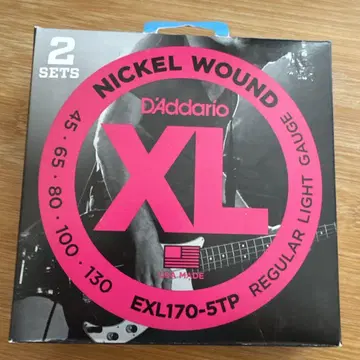 2
SETS
NICKEL WOUND
D'Addario
XL
45 • 65 • 80 • 100 • 130
USA MADE
EXL170-5TP
REGULAR LIGHT GAUGE